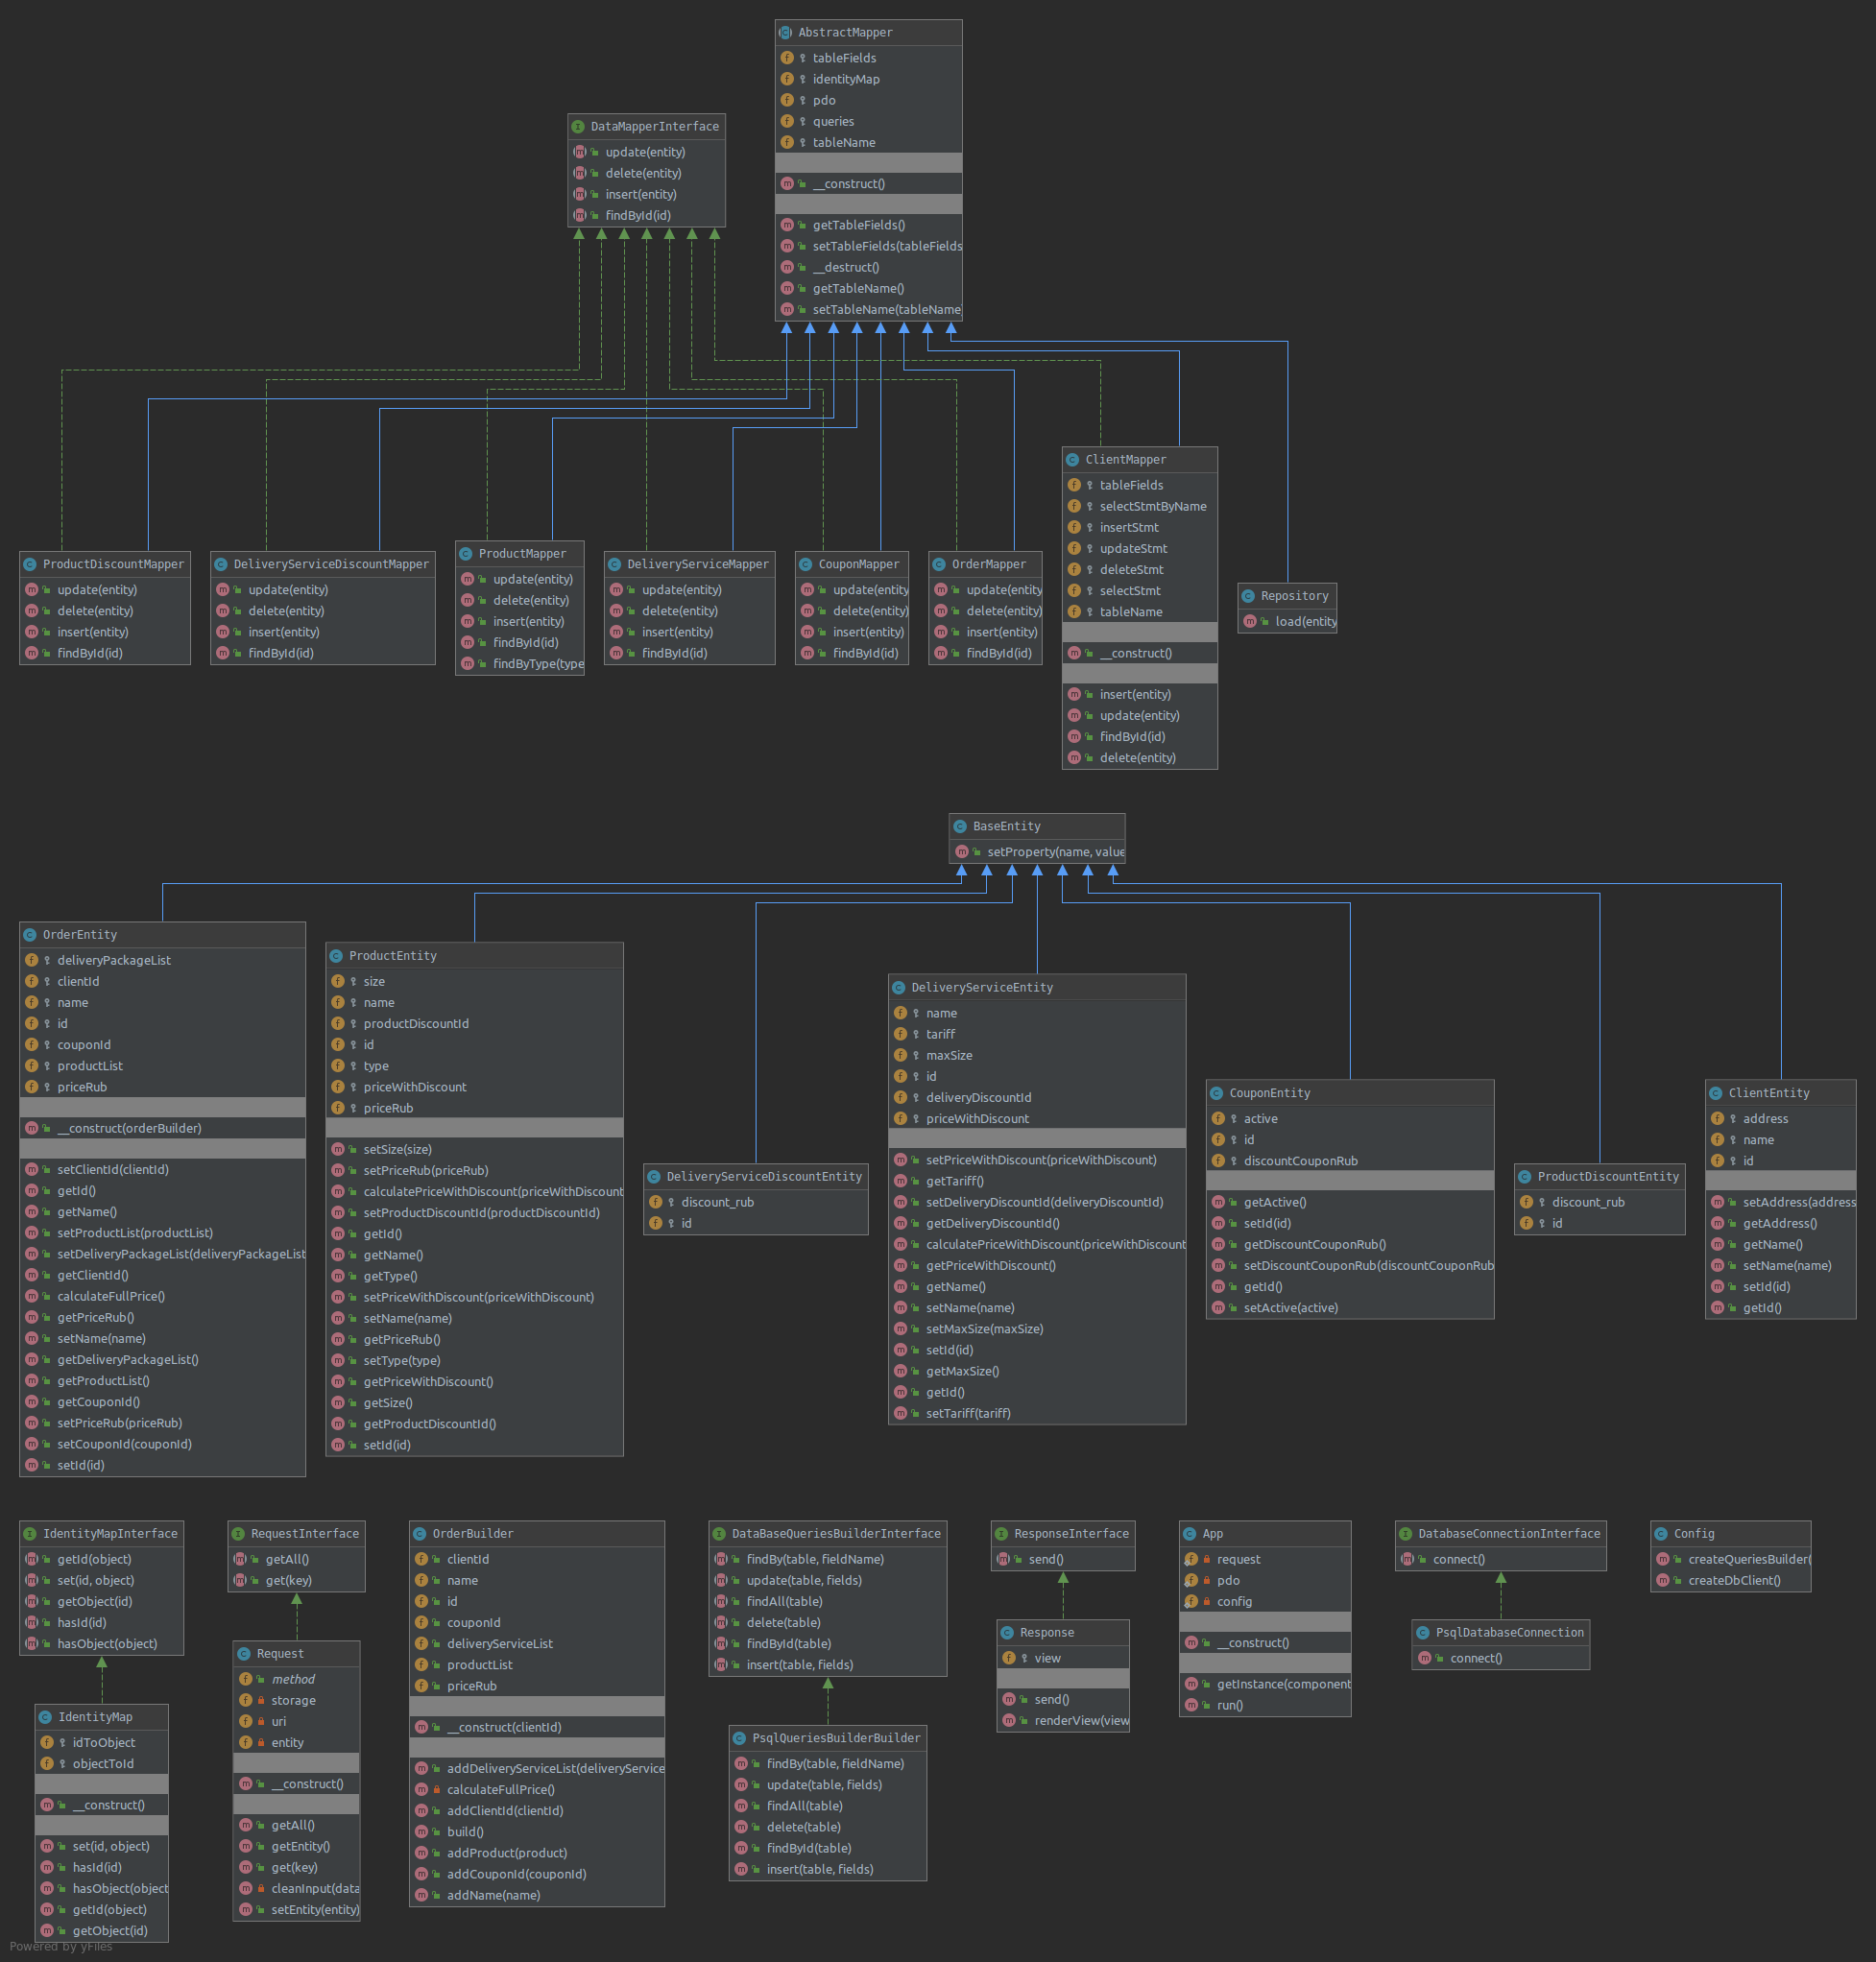 AbstractMapper
tableFields
identityMap
pdo
queries
tableName
__construct()
getTableFields()
setTableFields(tableFields
__destruct()
getTableName()
setTableName(tableName
DataMapperInterface
update(entity)
delete(entity)
insert(entity)
findById(id)
ProductDiscountMapper
update(entity)
delete(entity)
insert(entity)
findById(id)
DeliveryServiceDiscountMapper
update(entity)
delete(entity)
insert(entity)
findById(id)
ProductMapper
update(entity)
delete(entity)
insert(entity)
findById(id)
findByType(type
DeliveryServiceMapper
update(entity)
delete(entity)
insert(entity)
findById(id)
CouponMapper
update(entity
delete(entity)
insert(entity)
findById(id)
OrderMapper
update(entity
delete(entity)
insert(entity)
findById(id)
ClientMapper
tableFields
selectStmtByName
insertStmt
updateStmt
deleteStmt
selectStmt
tableName
__construct()
insert(entity)
update(entity)
findById(id)
delete(entity)
Repository
load(entity
BaseEntity
setProperty(name, value
OrderEntity
deliveryPackageList
clientId
name
id
couponId
productList
priceRub
__construct(orderBuilder)
setClientId(clientId)
getId()
getName()
setProductList(productList)
setDeliveryPackageList(deliveryPackageList
getClientId()
calculateFullPrice()
getPriceRub()
setName(name)
getDeliveryPackageList()
getProductList()
getCouponId()
setPriceRub(priceRub)
setCouponId(couponId)
setId(id)
ProductEntity
size
name
productDiscountId
id
type
priceWithDiscount
priceRub
setSize(size)
setPriceRub(priceRub)
calculatePriceWithDiscount(priceWithDiscount
setProductDiscountId(productDiscountId)
getId()
getName()
getType()
setPriceWithDiscount(priceWithDiscount)
setName(name)
getPriceRub()
setType(type)
getPriceWithDiscount()
getSize()
getProductDiscountId()
setId(id)
DeliveryServiceDiscountEntity
discount_rub
id
DeliveryServiceEntity
name
tariff
maxSize
id
deliveryDiscountId
priceWithDiscount
setPriceWithDiscount(priceWithDiscount)
getTariff()
setDeliveryDiscountId(deliveryDiscountId)
getDeliveryDiscountId()
calculatePriceWithDiscount(priceWithDiscount
getPriceWithDiscount()
getName()
setName(name)
setMaxSize(maxSize)
setId(id)
getMaxSize()
getId()
setTariff(tariff)
CouponEntity
active
id
discountCouponRub
getActive()
setId(id)
getDiscountCouponRub()
setDiscountCouponRub(discountCouponRub
getId()
setActive(active)
ProductDiscountEntity
discount_rub
id
ClientEntity
address
name
id
setAddress(address
getAddress()
getName()
setName(name)
setId(id)
getId()
IdentityMapInterface
getId(object)
set(id, object)
getObject(id)
hasId(id)
hasObject(object)
IdentityMap
idToObject
objectToId
__construct()
set(id, object)
hasId(id)
hasObject(object
getId(object)
getObject(id)
RequestInterface
getAll()
get(key)
Request
method
storage
uri
entity
__construct()
getAll()
getEntity()
get(key)
cleanInput(data
setEntity(entity)
OrderBuilder
clientId
name
id
couponId
deliveryServiceList
productList
priceRub
__construct(clientId)
addDeliveryServiceList(deliveryService
calculateFullPrice()
addClientId(clientId)
build()
addProduct(product)
addCouponId(couponId)
addName(name)
DataBaseQueriesBuilderInterface
findBy(table, fieldName)
update(table, fields)
findAll(table)
delete(table)
findById(table)
insert(table, fields)
PsqlQueriesBuilderBuilder
findBy(table, fieldName)
update(table, fields)
findAll(table)
delete(table)
findById(table)
insert(table, fields)
ResponseInterface
send()
Response
view
send()
renderView(view
App
request
pdo
config
__construct()
getInstance(component
run()
DatabaseConnectionInterface
connect()
PsqlDatabaseConnection
connect()
Config
createQueriesBuilder(
createDbClient()
Powered by yFiles